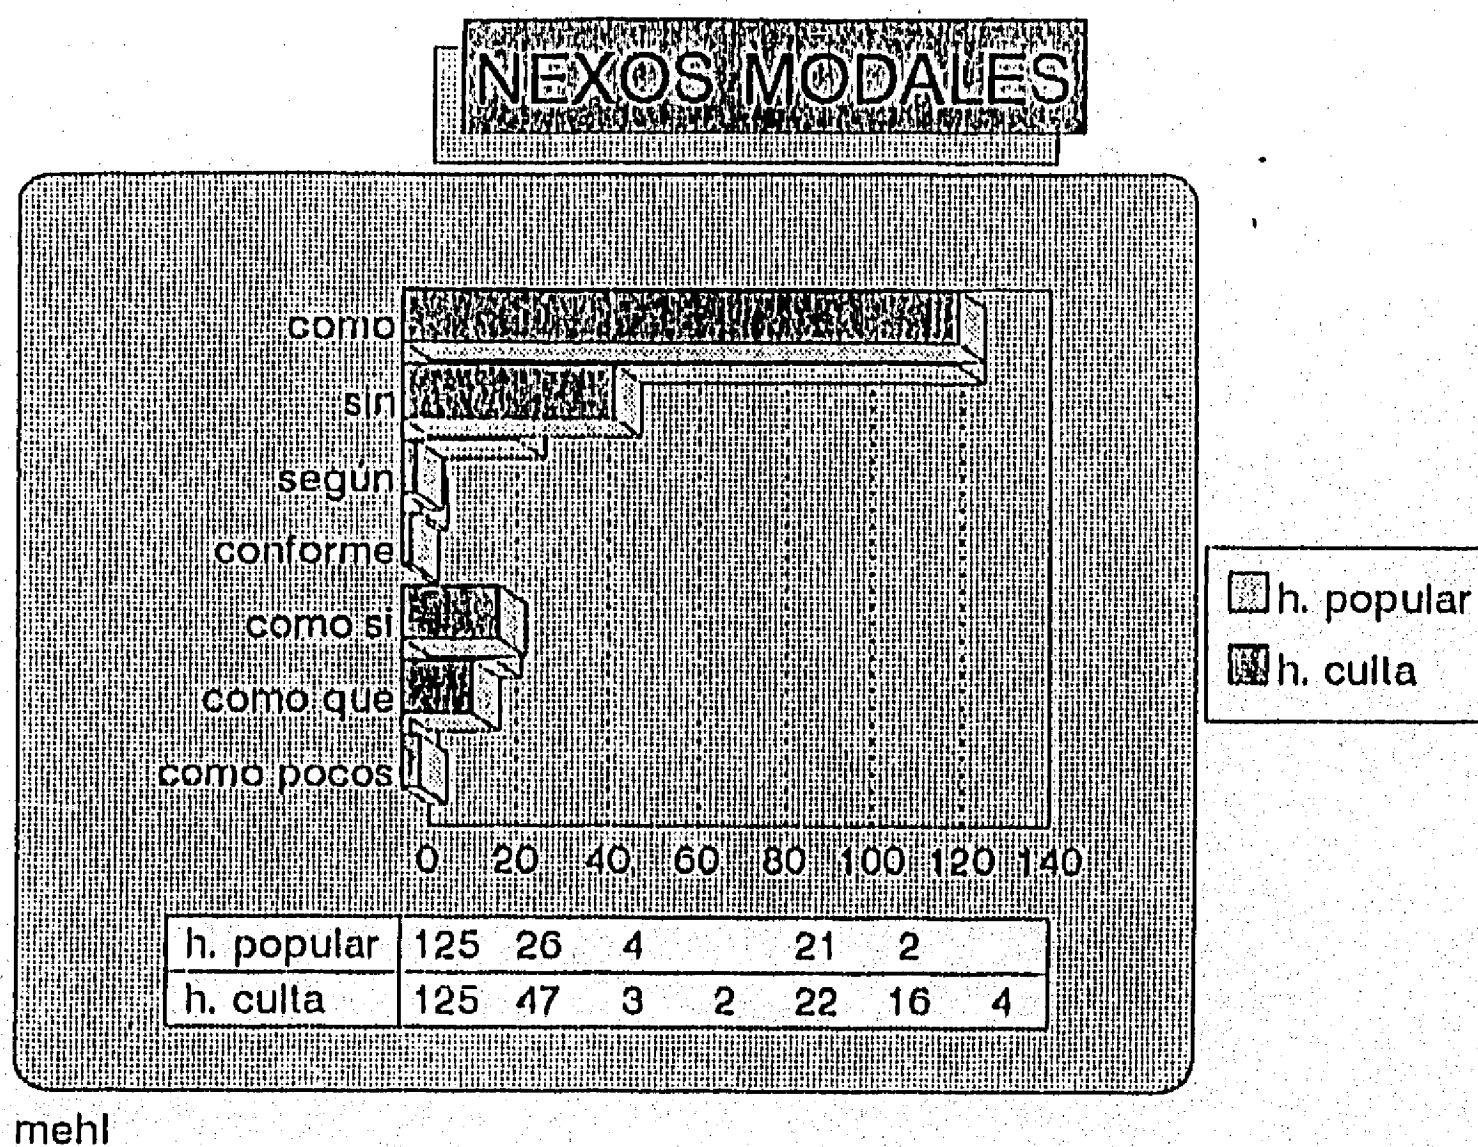 NEXOS MODALES
como
sin
según
conforme
como si
como que
como pocos
0 20 40 60 80 100 120 140
h. popular
h. culta
h. popular 125 26 4 21 2
h. culta 125 47 3 2 22 16 4
mehl